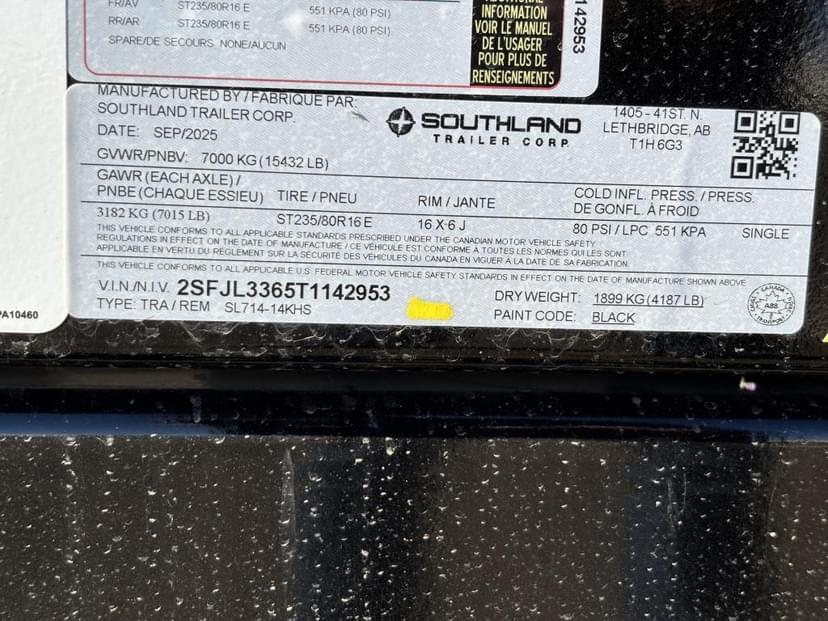 FR/AV ST235/80R16 E 551 KPA (80 PSI)
RR/AR ST235/80R16 E 551 KPA (80 PSI)
SPARE/DE SECOURS NONE/AUCUN
INFORMATION
VOIR LE MANUEL
DE L'USAGER
POUR PLUS DE
RENSEIGNEMENTS
142953
MANUFACTURED BY / FABRIQUE PAR:
SOUTHLAND TRAILER CORP.
DATE: SEP/2025
SOUTHLAND
TRAILER CORP.
1405 - 41ST. N.
LETHBRIDGE, AB
T1H 6G3
GVWR/PNBV: 7000 KG (15432 LB)
GAWR (EACH AXLE) /
PNBE (CHAQUE ESSIEU) TIRE / PNEU RIM / JANTE COLD INFL. PRESS. / PRESS.
DE GONFL. À FROID
3182 KG (7015 LB) ST235/80R16 E 16 X 6 J 80 PSI / LPC 551 KPA SINGLE
THIS VEHICLE CONFORMS TO ALL APPLICABLE STANDARDS PRESCRIBED UNDER THE CANADIAN MOTOR VEHICLE SAFETY
REGULATIONS IN EFFECT ON THE DATE OF MANUFACTURE / CE VÉHICULE EST CONFORME À TOUTES LES NORMES QUI LES SONT
APPLICABLE EN VERTU DU RÈGLEMENT SUR LA SÉCURITÉ DES VÉHICULES DU CANADA EN VIGUER À LA DATE DE SA FABRICATION
THIS VEHICLE CONFORMS TO ALL APPLICABLE U.S. FEDERAL MOTOR VEHICLE SAFETY STANDARDS IN EFFECT ON THE DATE OF MANUFACTURE SHOWN ABOVE
V.I.N./N.I.V. 2SFJL3365T1142953 DRY WEIGHT: 1899 KG (4187 LB)
TYPE: TRA / REM SL714-14KHS PAINT CODE: BLACK
CANADA
TRANSPORT
PA10460